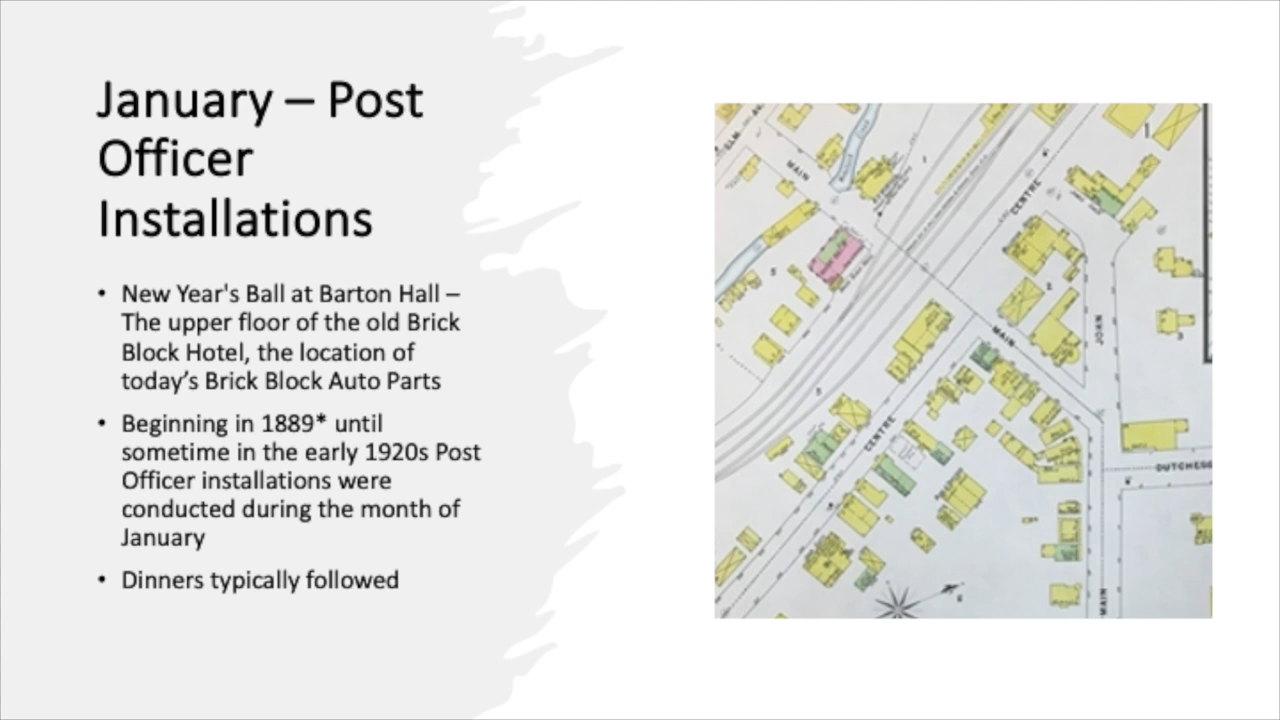 January – Post
Officer
Installations
• New Year's Ball at Barton Hall –
The upper floor of the old Brick
Block Hotel, the location of
today’s Brick Block Auto Parts
• Beginning in 1889* until
sometime in the early 1920s Post
Officer installations were
conducted during the month of
January
• Dinners typically followed
ELM
MAIN
CENTRE
JOHN
MAIN
CENTRE
DUTCHESS
MAIN